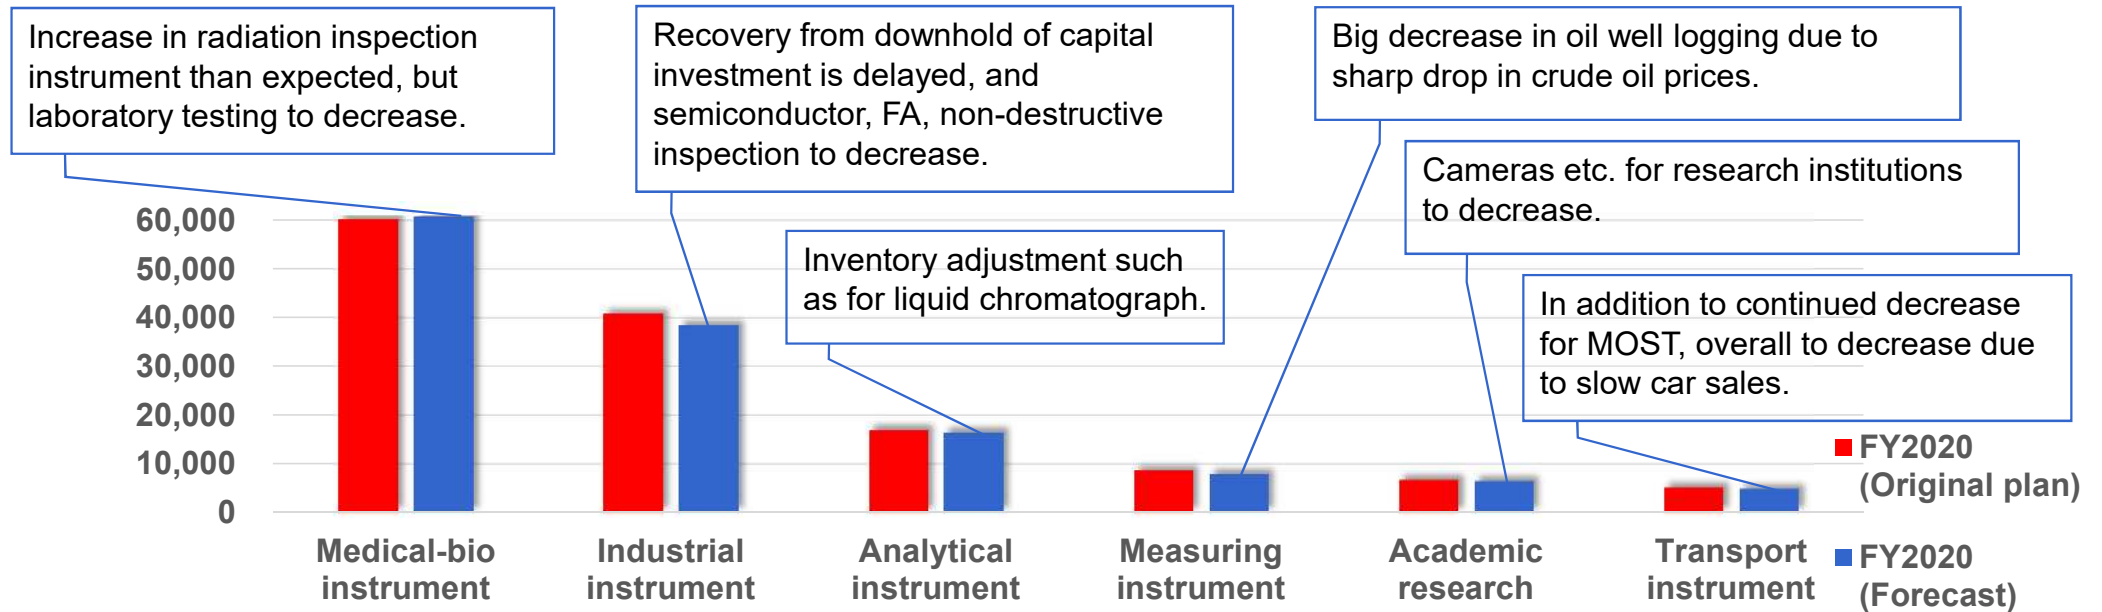 Increase in radiation inspection
instrument than expected, but
laboratory testing to decrease.
Recovery from downhold of capital
investment is delayed, and
semiconductor, FA, non-destructive
inspection to decrease.
Big decrease in oil well logging due to
sharp drop in crude oil prices.
Cameras etc. for research institutions
to decrease.
Inventory adjustment such
as for liquid chromatograph.
In addition to continued decrease
for MOST, overall to decrease due
to slow car sales.
60,000
50,000
40,000
30,000
20,000
10,000
0
Medical-bio
instrument
Industrial
instrument
Analytical
instrument
Measuring
instrument
Academic
research
Transport
instrument
FY2020
(Original plan)
FY2020
(Forecast)